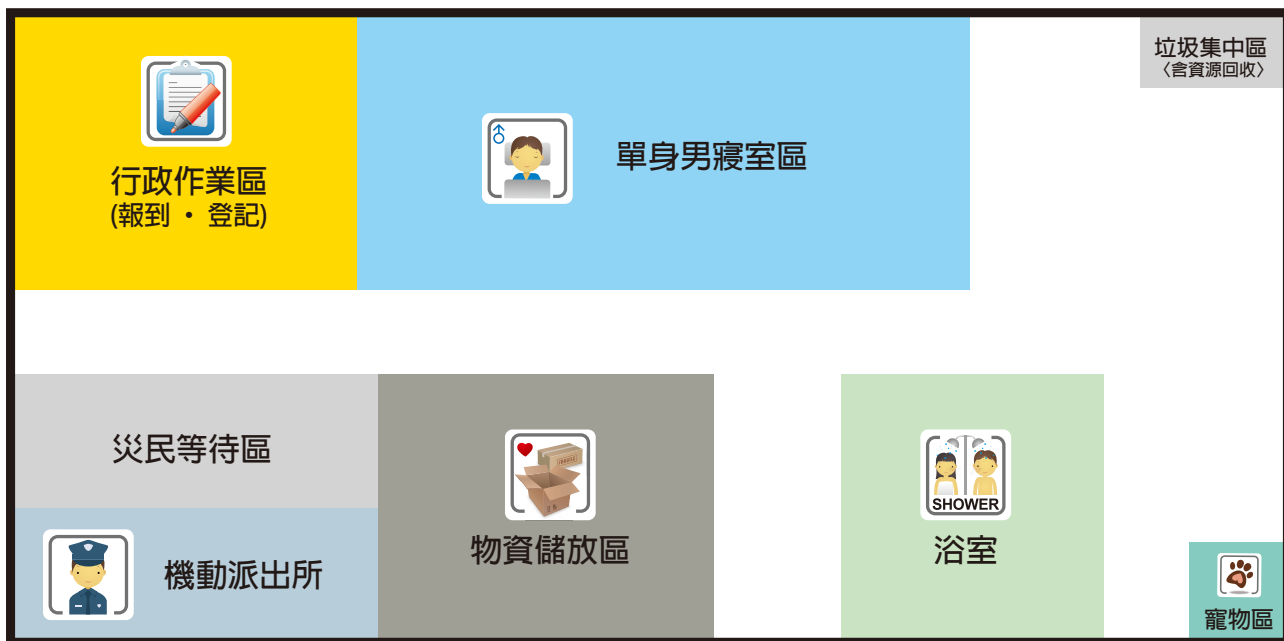 行政作業區
(報到 · 登記)
單身男寢室區
垃圾集中區
〈含資源回收〉
災民等待區
機動派出所
物資儲放區
SHOWER
浴室
寵物區